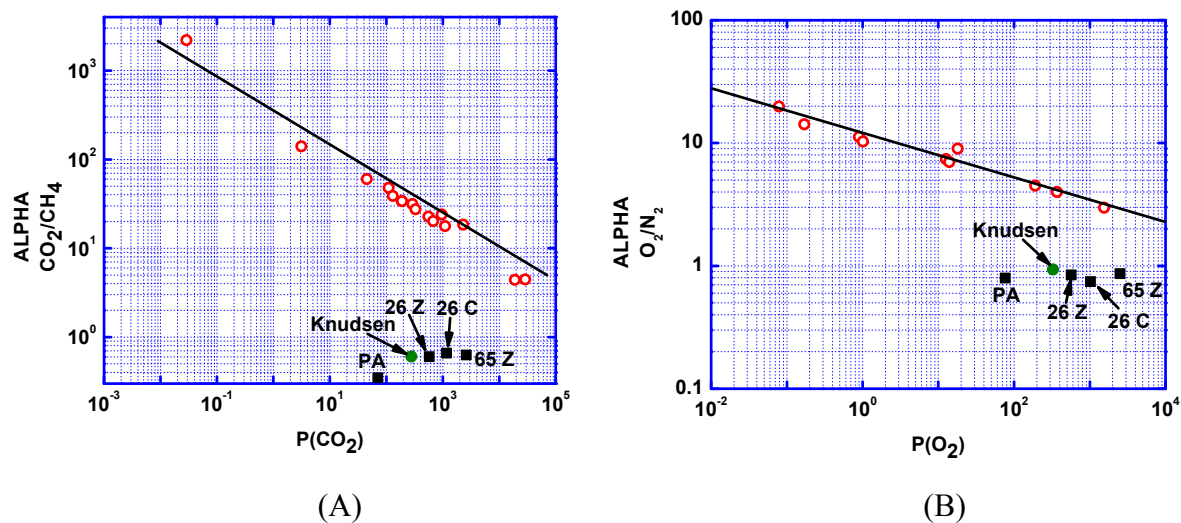 ALPHA
CO2/CH4
10^3
10^2
10^1
10^0
26 Z
26 C
Knudsen
PA
65 Z
10^-3
10^-1
10^1
10^3
10^5
P(CO2)
(A)
ALPHA
O2/N2
100
10
1
0.1
Knudsen
PA
26 Z
65 Z
26 C
10^-2
10^0
10^2
10^4
P(O2)
(B)